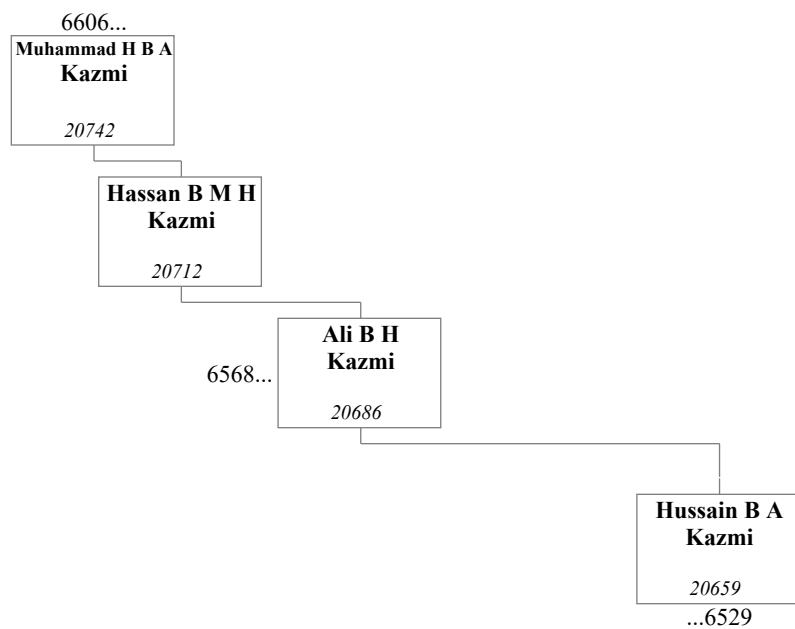 6606...
Muhammad H B A
Kazmi
20742
Hassan B M H
Kazmi
20712
Ali B H
Kazmi
6568...
20686
Hussain B A
Kazmi
20659
...6529